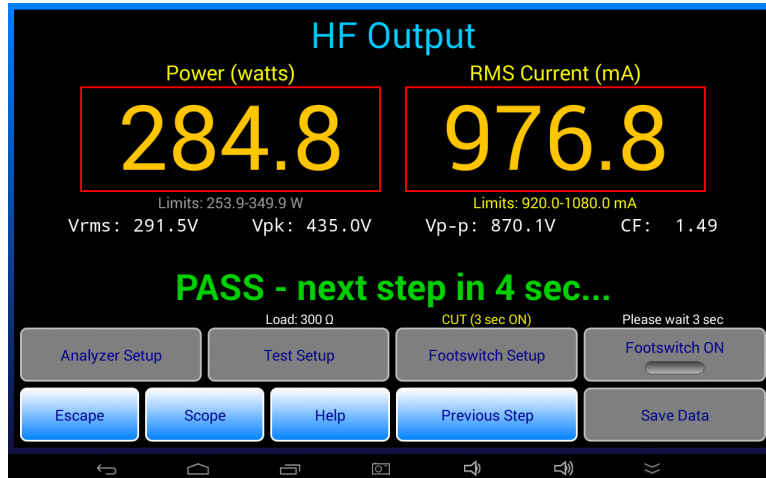 HF Output
Power (watts) RMS Current (mA)
284.8 976.8
Limits: 253.9-349.9 W Limits: 920.0-1080.0 mA
Vrms: 291.5V Vpk: 435.0V Vp-p: 870.1V CF: 1.49
PASS - next step in 4 sec...
Load: 300 Ω CUT (3 sec ON) Please wait 3 sec
Analyzer Setup Test Setup Footswitch Setup Footswitch ON
Escape Scope Help Previous Step Save Data